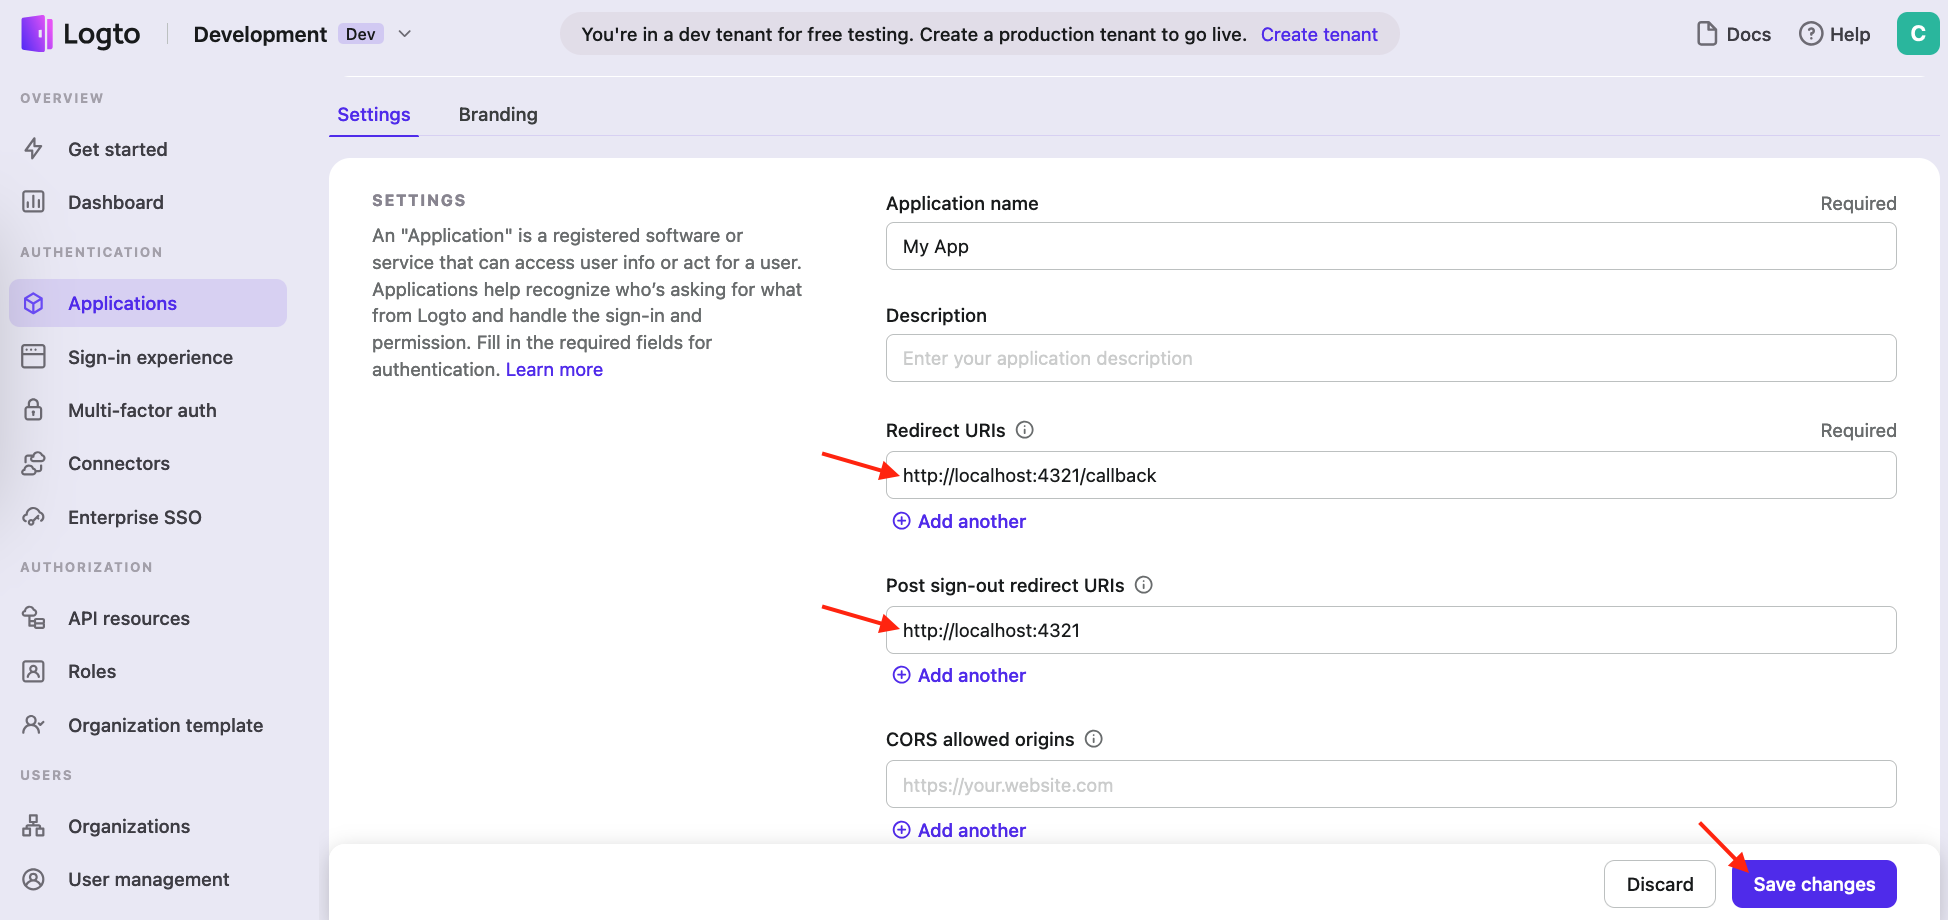 Logto
Development Dev
You're in a dev tenant for free testing. Create a production tenant to go live. Create tenant
Docs
Help
C
OVERVIEW
Get started
Dashboard
AUTHENTICATION
Applications
Sign-in experience
Multi-factor auth
Connectors
Enterprise SSO
AUTHORIZATION
API resources
Roles
Organization template
USERS
Organizations
User management
Settings
Branding
SETTINGS
An "Application" is a registered software or
service that can access user info or act for a user.
Applications help recognize who’s asking for what
from Logto and handle the sign-in and
permission. Fill in the required fields for
authentication. Learn more
Application name
Required
My App
Description
Enter your application description
Redirect URIs
Required
http://localhost:4321/callback
Add another
Post sign-out redirect URIs
http://localhost:4321
Add another
CORS allowed origins
https://your.website.com
Add another
Discard
Save changes